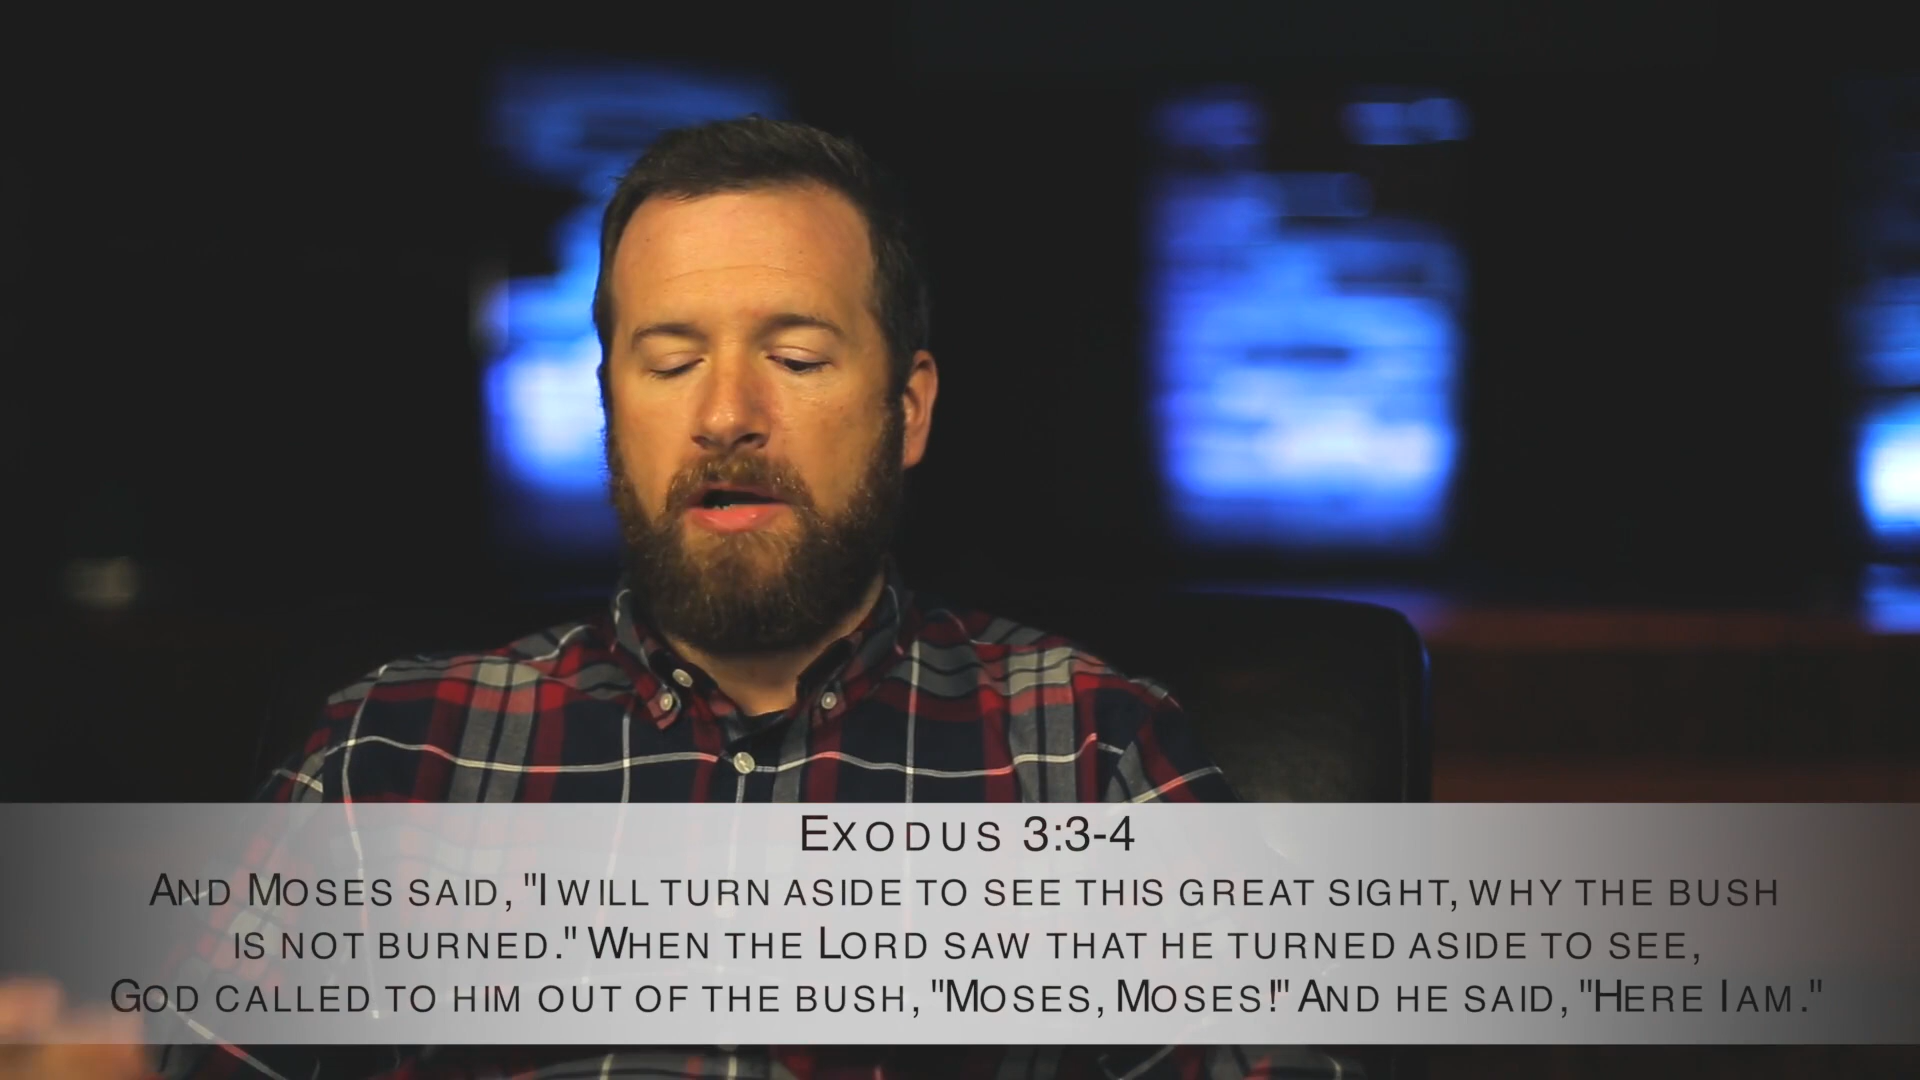 EXODUS 3:3-4
AND MOSES SAID, "I WILL TURN ASIDE TO SEE THIS GREAT SIGHT, WHY THE BUSH
IS NOT BURNED." WHEN THE LORD SAW THAT HE TURNED ASIDE TO SEE,
GOD CALLED TO HIM OUT OF THE BUSH, "MOSES, MOSES!" AND HE SAID, "HERE I AM."